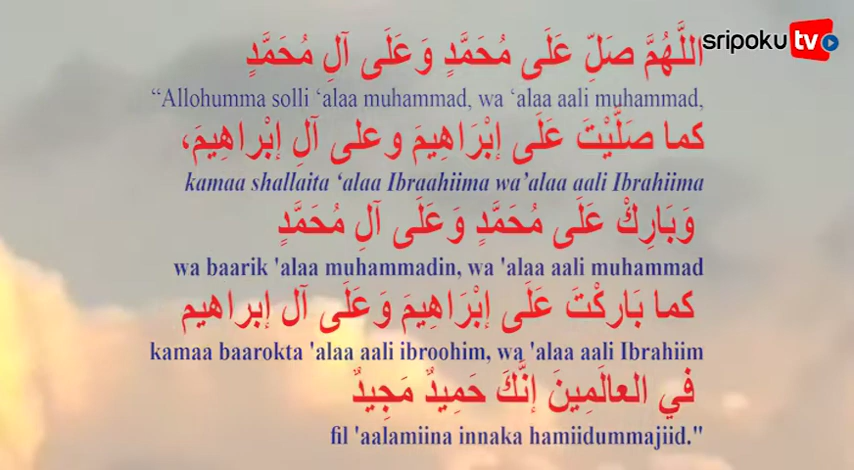 sripoku tv
اللَّهُمَّ صَلِّ عَلَى مُحَمَّدٍ وَعَلَى آلِ مُحَمَّدٍ
“Allohumma solli ‘alaa muhammad, wa ‘alaa aali muhammad,
كما صَلَّيْتَ عَلَى إبْرَاهِيمَ وعلى آلِ إبْراهِيمَ،
kamaa shallaita ‘alaa Ibraahiima wa’alaa aali Ibrahiima
وَبَارِكْ عَلَى مُحَمَّدٍ وَعَلَى آلِ مُحَمَّدٍ
wa baarik 'alaa muhammadin, wa 'alaa aali muhammad
كما بَاركْتَ عَلَى إبْرَاهِيمَ وَعَلَى آل إبراهيم
kamaa baarokta 'alaa aali ibroohim, wa 'alaa aali Ibrahiim
في العالَمِينَ إنَّكَ حَمِيدٌ مَجِيدٌ
fil 'aalamiina innaka hamiidummajiid."